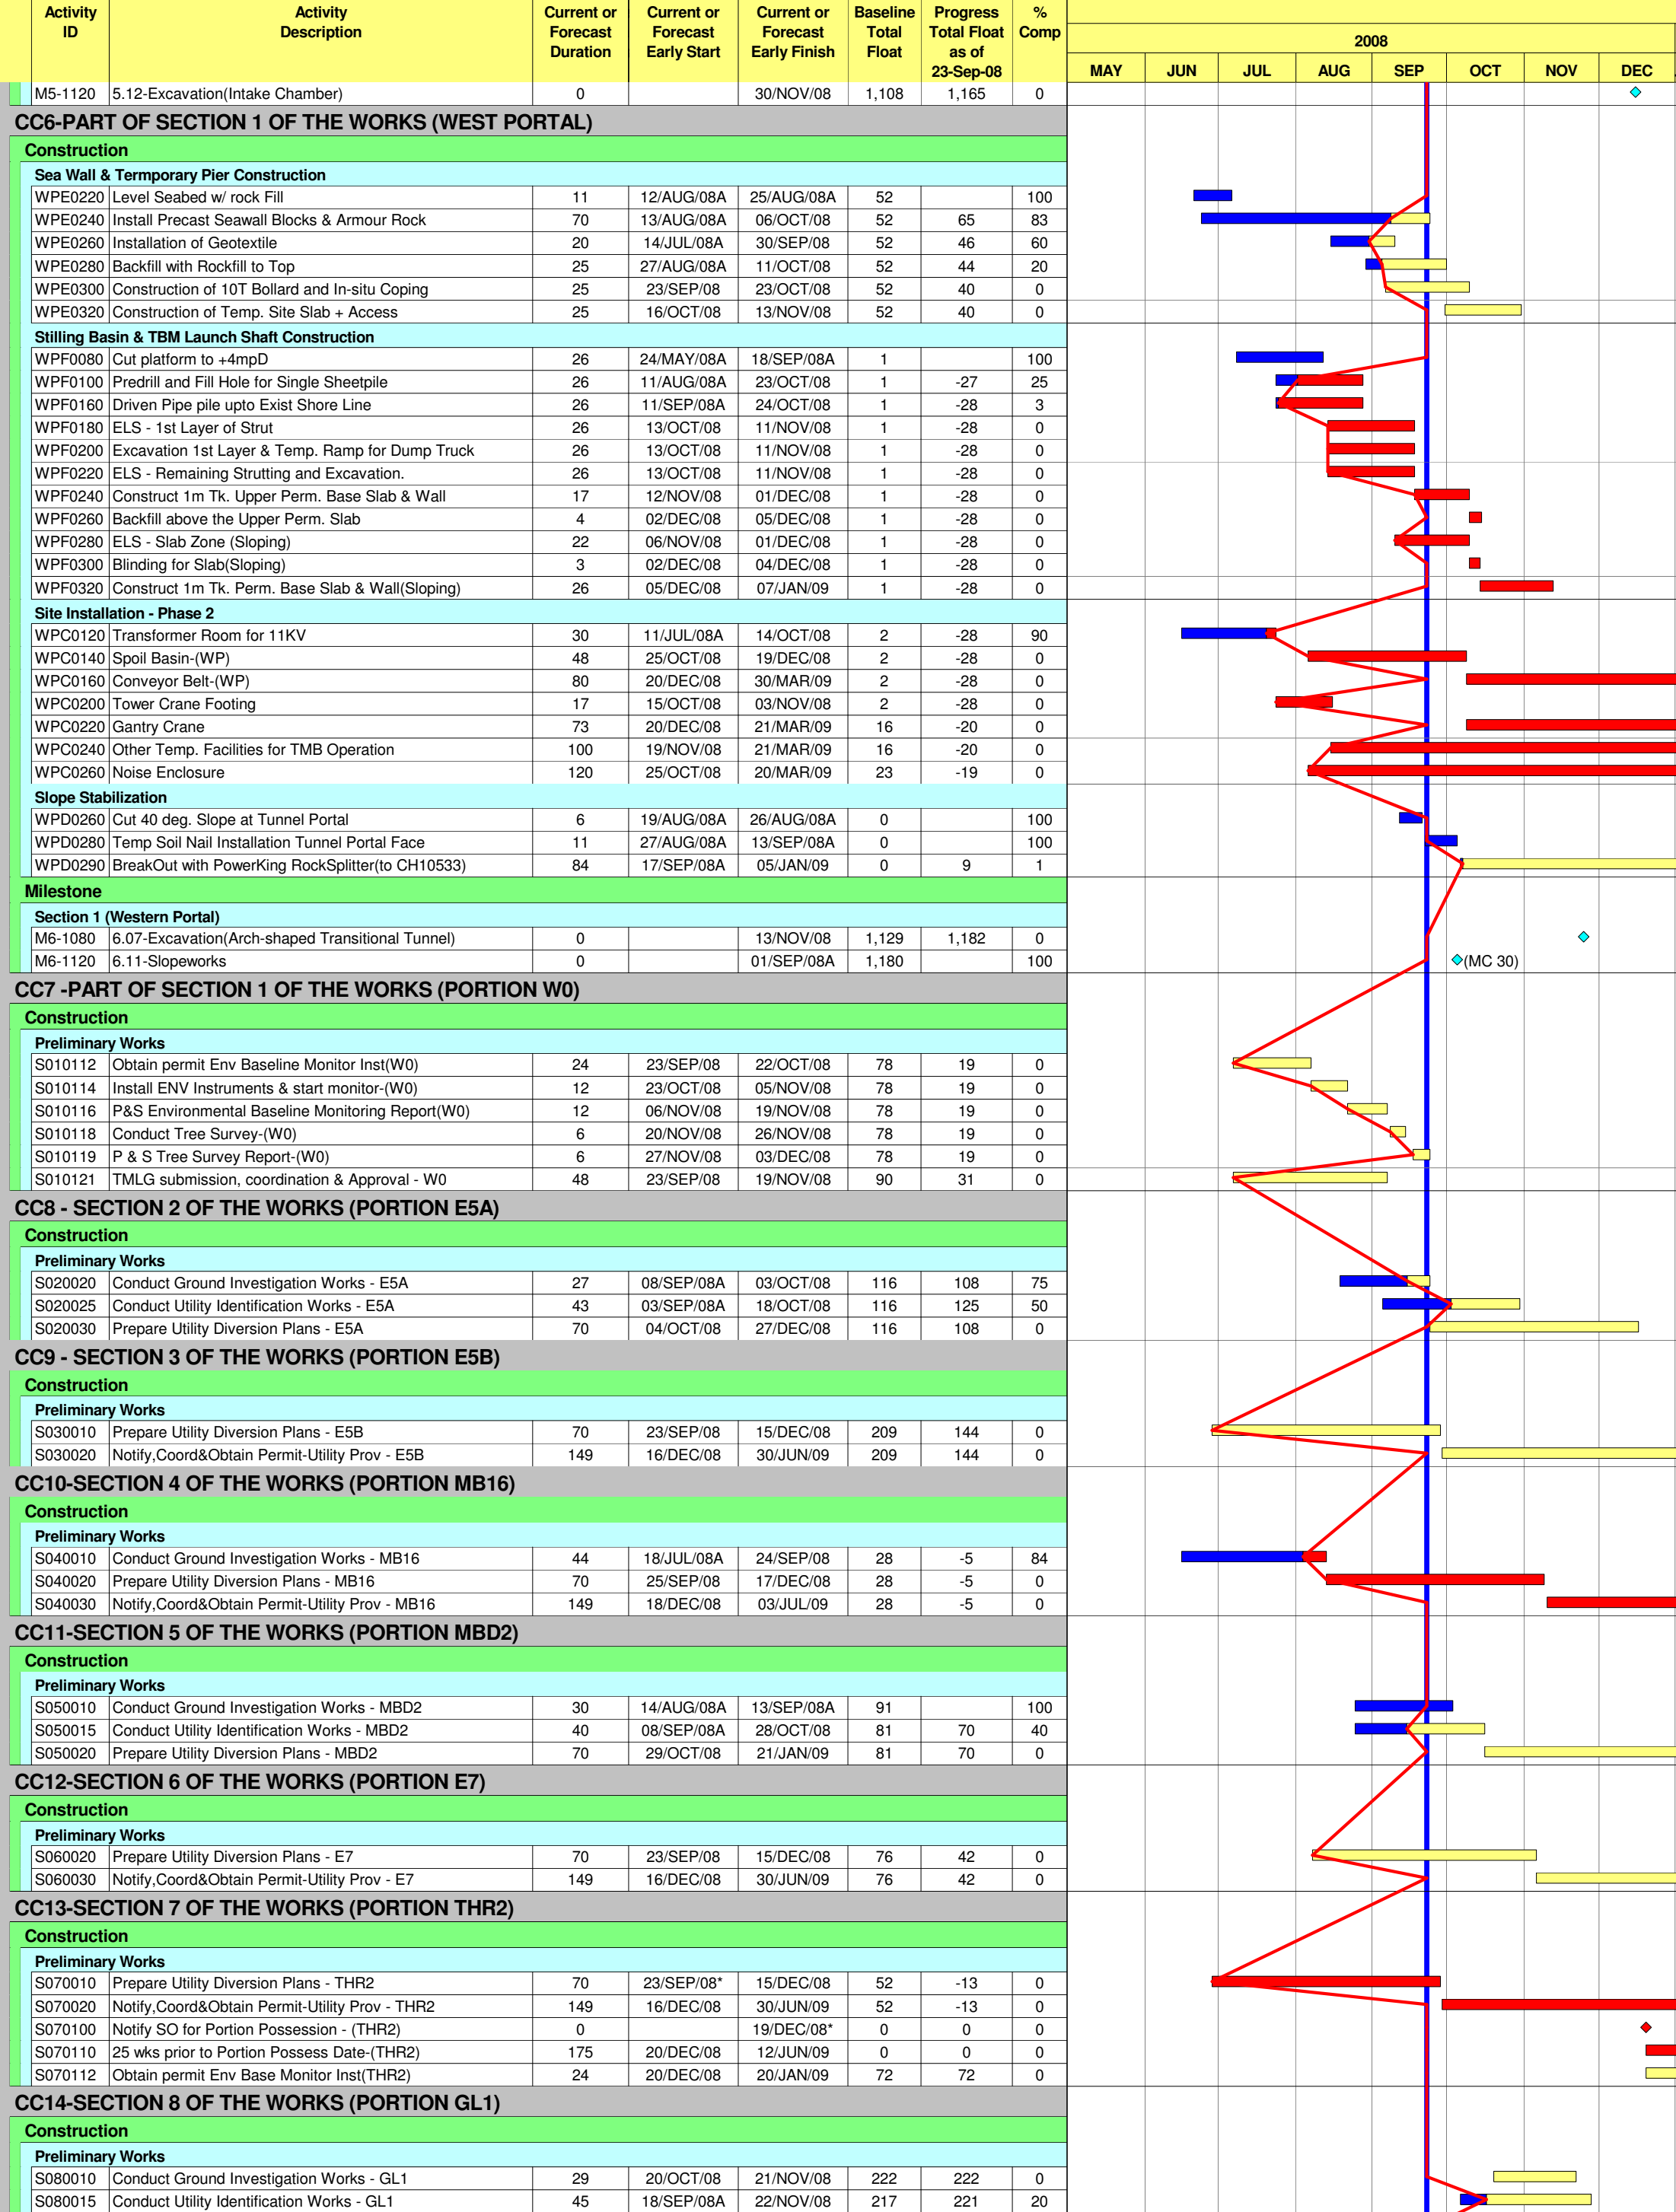 Activity ID Activity Description Current or Forecast Duration Current or Forecast Early Start Current or Forecast Early Finish Baseline Total Float Progress Total Float as of 23-Sep-08 % Comp
2008
MAY JUN JUL AUG SEP OCT NOV DEC
M5-1120 5.12-Excavation(Intake Chamber) 0 30/NOV/08 1,108 1,165 0
CC6-PART OF SECTION 1 OF THE WORKS (WEST PORTAL)
Construction
Sea Wall & Termporary Pier Construction
WPE0220 Level Seabed w/ rock Fill 11 12/AUG/08A 25/AUG/08A 52 100
WPE0240 Install Precast Seawall Blocks & Armour Rock 70 13/AUG/08A 06/OCT/08 52 65 83
WPE0260 Installation of Geotextile 20 14/JUL/08A 30/SEP/08 52 46 60
WPE0280 Backfill with Rockfill to Top 25 27/AUG/08A 11/OCT/08 52 44 20
WPE0300 Construction of 10T Bollard and In-situ Coping 25 23/SEP/08 23/OCT/08 52 40 0
WPE0320 Construction of Temp. Site Slab + Access 25 16/OCT/08 13/NOV/08 52 40 0
Stilling Basin & TBM Launch Shaft Construction
WPF0080 Cut platform to +4mpD 26 24/MAY/08A 18/SEP/08A 1 100
WPF0100 Predrill and Fill Hole for Single Sheetpile 26 11/AUG/08A 23/OCT/08 1 -27 25
WPF0160 Driven Pipe pile upto Exist Shore Line 26 11/SEP/08A 24/OCT/08 1 -28 3
WPF0180 ELS - 1st Layer of Strut 26 13/OCT/08 11/NOV/08 1 -28 0
WPF0200 Excavation 1st Layer & Temp. Ramp for Dump Truck 26 13/OCT/08 11/NOV/08 1 -28 0
WPF0220 ELS - Remaining Strutting and Excavation. 26 13/OCT/08 11/NOV/08 1 -28 0
WPF0240 Construct 1m Tk. Upper Perm. Base Slab & Wall 17 12/NOV/08 01/DEC/08 1 -28 0
WPF0260 Backfill above the Upper Perm. Slab 4 02/DEC/08 05/DEC/08 1 -28 0
WPF0280 ELS - Slab Zone (Sloping) 22 06/NOV/08 01/DEC/08 1 -28 0
WPF0300 Blinding for Slab(Sloping) 3 02/DEC/08 04/DEC/08 1 -28 0
WPF0320 Construct 1m Tk. Perm. Base Slab & Wall(Sloping) 26 05/DEC/08 07/JAN/09 1 -28 0
Site Installation - Phase 2
WPC0120 Transformer Room for 11KV 30 11/JUL/08A 14/OCT/08 2 -28 90
WPC0140 Spoil Basin-(WP) 48 25/OCT/08 19/DEC/08 2 -28 0
WPC0160 Conveyor Belt-(WP) 80 20/DEC/08 30/MAR/09 2 -28 0
WPC0200 Tower Crane Footing 17 15/OCT/08 03/NOV/08 2 -28 0
WPC0220 Gantry Crane 73 20/DEC/08 21/MAR/09 16 -20 0
WPC0240 Other Temp. Facilities for TMB Operation 100 19/NOV/08 21/MAR/09 16 -20 0
WPC0260 Noise Enclosure 120 25/OCT/08 20/MAR/09 23 -19 0
Slope Stabilization
WPD0260 Cut 40 deg. Slope at Tunnel Portal 6 19/AUG/08A 26/AUG/08A 0 100
WPD0280 Temp Soil Nail Installation Tunnel Portal Face 11 27/AUG/08A 13/SEP/08A 0 100
WPD0290 BreakOut with PowerKing RockSplitter(to CH10533) 84 17/SEP/08A 05/JAN/09 0 9 1
Milestone
Section 1 (Western Portal)
M6-1080 6.07-Excavation(Arch-shaped Transitional Tunnel) 0 13/NOV/08 1,129 1,182 0
M6-1120 6.11-Slopeworks 0 01/SEP/08A 1,180 100 (MC 30)
CC7 -PART OF SECTION 1 OF THE WORKS (PORTION W0)
Construction
Preliminary Works
S010112 Obtain permit Env Baseline Monitor Inst(W0) 24 23/SEP/08 22/OCT/08 78 19 0
S010114 Install ENV Instruments & start monitor-(W0) 12 23/OCT/08 05/NOV/08 78 19 0
S010116 P&S Environmental Baseline Monitoring Report(W0) 12 06/NOV/08 19/NOV/08 78 19 0
S010118 Conduct Tree Survey-(W0) 6 20/NOV/08 26/NOV/08 78 19 0
S010119 P & S Tree Survey Report-(W0) 6 27/NOV/08 03/DEC/08 78 19 0
S010121 TMLG submission, coordination & Approval - W0 48 23/SEP/08 19/NOV/08 90 31 0
CC8 - SECTION 2 OF THE WORKS (PORTION E5A)
Construction
Preliminary Works
S020020 Conduct Ground Investigation Works - E5A 27 08/SEP/08A 03/OCT/08 116 108 75
S020025 Conduct Utility Identification Works - E5A 43 03/SEP/08A 18/OCT/08 116 125 50
S020030 Prepare Utility Diversion Plans - E5A 70 04/OCT/08 27/DEC/08 116 108 0
CC9 - SECTION 3 OF THE WORKS (PORTION E5B)
Construction
Preliminary Works
S030010 Prepare Utility Diversion Plans - E5B 70 23/SEP/08 15/DEC/08 209 144 0
S030020 Notify,Coord&Obtain Permit-Utility Prov - E5B 149 16/DEC/08 30/JUN/09 209 144 0
CC10-SECTION 4 OF THE WORKS (PORTION MB16)
Construction
Preliminary Works
S040010 Conduct Ground Investigation Works - MB16 44 18/JUL/08A 24/SEP/08 28 -5 84
S040020 Prepare Utility Diversion Plans - MB16 70 25/SEP/08 17/DEC/08 28 -5 0
S040030 Notify,Coord&Obtain Permit-Utility Prov - MB16 149 18/DEC/08 03/JUL/09 28 -5 0
CC11-SECTION 5 OF THE WORKS (PORTION MBD2)
Construction
Preliminary Works
S050010 Conduct Ground Investigation Works - MBD2 30 14/AUG/08A 13/SEP/08A 91 100
S050015 Conduct Utility Identification Works - MBD2 40 08/SEP/08A 28/OCT/08 81 70 40
S050020 Prepare Utility Diversion Plans - MBD2 70 29/OCT/08 21/JAN/09 81 70 0
CC12-SECTION 6 OF THE WORKS (PORTION E7)
Construction
Preliminary Works
S060020 Prepare Utility Diversion Plans - E7 70 23/SEP/08 15/DEC/08 76 42 0
S060030 Notify,Coord&Obtain Permit-Utility Prov - E7 149 16/DEC/08 30/JUN/09 76 42 0
CC13-SECTION 7 OF THE WORKS (PORTION THR2)
Construction
Preliminary Works
S070010 Prepare Utility Diversion Plans - THR2 70 23/SEP/08* 15/DEC/08 52 -13 0
S070020 Notify,Coord&Obtain Permit-Utility Prov - THR2 149 16/DEC/08 30/JUN/09 52 -13 0
S070100 Notify SO for Portion Possession - (THR2) 0 19/DEC/08* 0 0 0
S070110 25 wks prior to Portion Possess Date-(THR2) 175 20/DEC/08 12/JUN/09 0 0 0
S070112 Obtain permit Env Base Monitor Inst(THR2) 24 20/DEC/08 20/JAN/09 72 72 0
CC14-SECTION 8 OF THE WORKS (PORTION GL1)
Construction
Preliminary Works
S080010 Conduct Ground Investigation Works - GL1 29 20/OCT/08 21/NOV/08 222 222 0
S080015 Conduct Utility Identification Works - GL1 45 18/SEP/08A 22/NOV/08 217 221 20